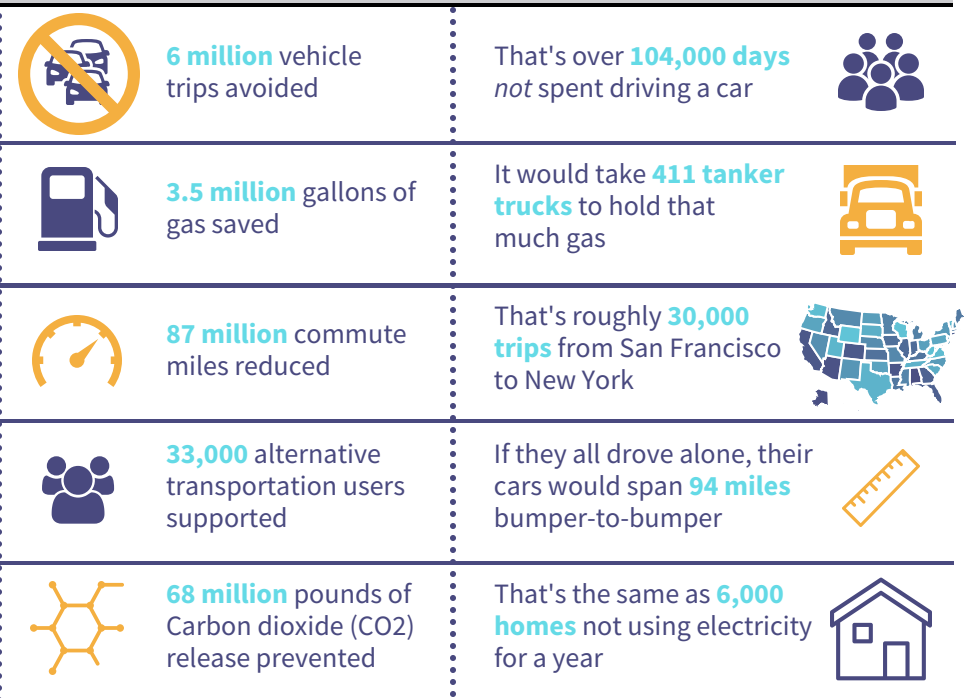 6 million vehicle
trips avoided
That's over 104,000 days
not spent driving a car
3.5 million gallons of
gas saved
It would take 411 tanker
trucks to hold that
much gas
87 million commute
miles reduced
That's roughly 30,000
trips from San Francisco
to New York
33,000 alternative
transportation users
supported
If they all drove alone, their
cars would span 94 miles
bumper-to-bumper
68 million pounds of
Carbon dioxide (CO2)
release prevented
That's the same as 6,000
homes not using electricity
for a year